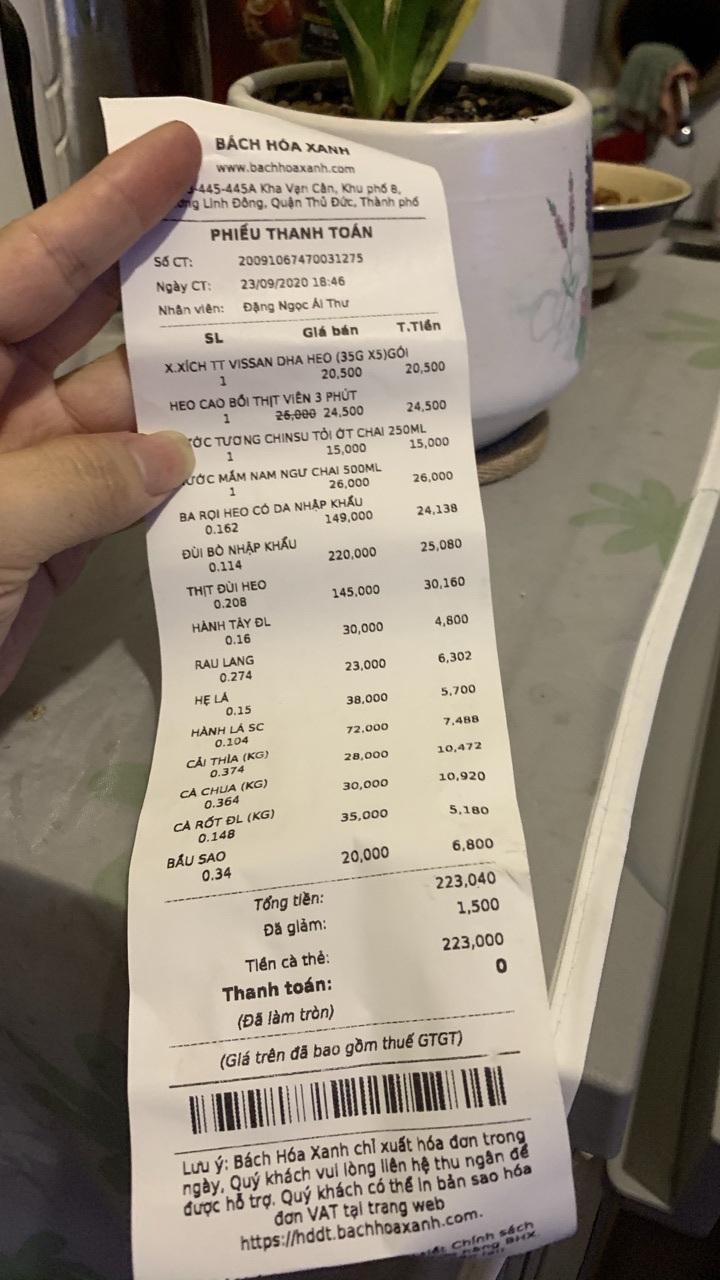 BÁCH HÓA XANH
www.bachhoaxanh.com
-445-445A Kha Vạn Cân, Khu phố 8,
Linh Đông, Quận Thủ Đức, Thành phố
PHIẾU THANH TOÁN
Số CT: 20091067470031275
Ngày CT: 23/09/2020 18:46
Nhân viên: Đặng Ngọc Ái Thư
SL Giá bán T.Tiền
X.XÍCH TT VISSAN DHA HEO (35G X5)GÓI
1 20,500 20,500
HEO CAO BỒI THỊT VIÊN 3 PHÚT
1 26,000 24,500 24,500
ƯỚC TƯƠNG CHINSU TỎI ỚT CHAI 250ML
1 15,000 15,000
ƯỚC MẮM NAM NGƯ CHAI 500ML
1 26,000 26,000
BA RỌI HEO CÓ DA NHẬP KHẨU
0.162 149,000 24,138
ĐÙI BÒ NHẬP KHẨU
0.114 220,000 25,080
THỊT ĐÙI HEO
0.208 145,000 30,160
HÀNH TÂY ĐL
0.16 30,000 4,800
RAU LANG
0.274 23,000 6,302
HẸ LÁ
0.15 38,000 5,700
HÀNH LÁ SC
0.104 72,000 7,488
CẢI THÌA (KG)
0.374 28,000 10,472
CÀ CHUA (KG)
0.364 30,000 10,920
CÀ RỐT ĐL (KG)
0.148 35,000 5,180
BẦU SAO
0.34 20,000 6,800
Tổng tiền: 223,040
Đã giảm: 1,500
Tiền cà thẻ: 223,000
Thanh toán: 0
(Đã làm tròn)
(Giá trên đã bao gồm thuế GTGT)
Lưu ý: Bách Hóa Xanh chỉ xuất hóa đơn trong
ngày, Quý khách vui lòng liên hệ thu ngân để
được hỗ trợ. Quý khách có thể in bản sao hóa
đơn VAT tại trang web
https://hddt.bachhoaxanh.com.
Chính sách
BHX.